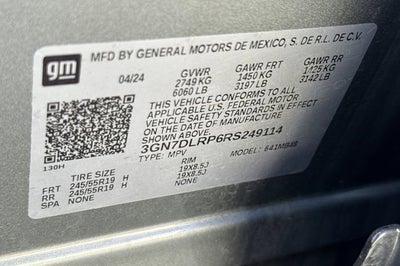 gm
MFD BY GENERAL MOTORS DE MEXICO, S. DE R.L. DE C.V.
04/24 GVWR GAWR FRT GAWR RR
2749 KG 1450 KG 1425 KG
6060 LB 3197 LB 3142 LB
THIS VEHICLE CONFORMS TO ALL
APPLICABLE U.S. FEDERAL MOTOR
VEHICLE SAFETY STANDARDS IN EFFECT
ON THE DATE OF MANUFACTURE
SHOWN ABOVE.
3GN7DLRP6RS249114
TYPE: MPV MODEL: 641MB48
130H
TIRE SIZE RIM
FRT 245/55R19 H 19X8.5J
RR 245/55R19 H 19X8.5J
SPA NONE NONE